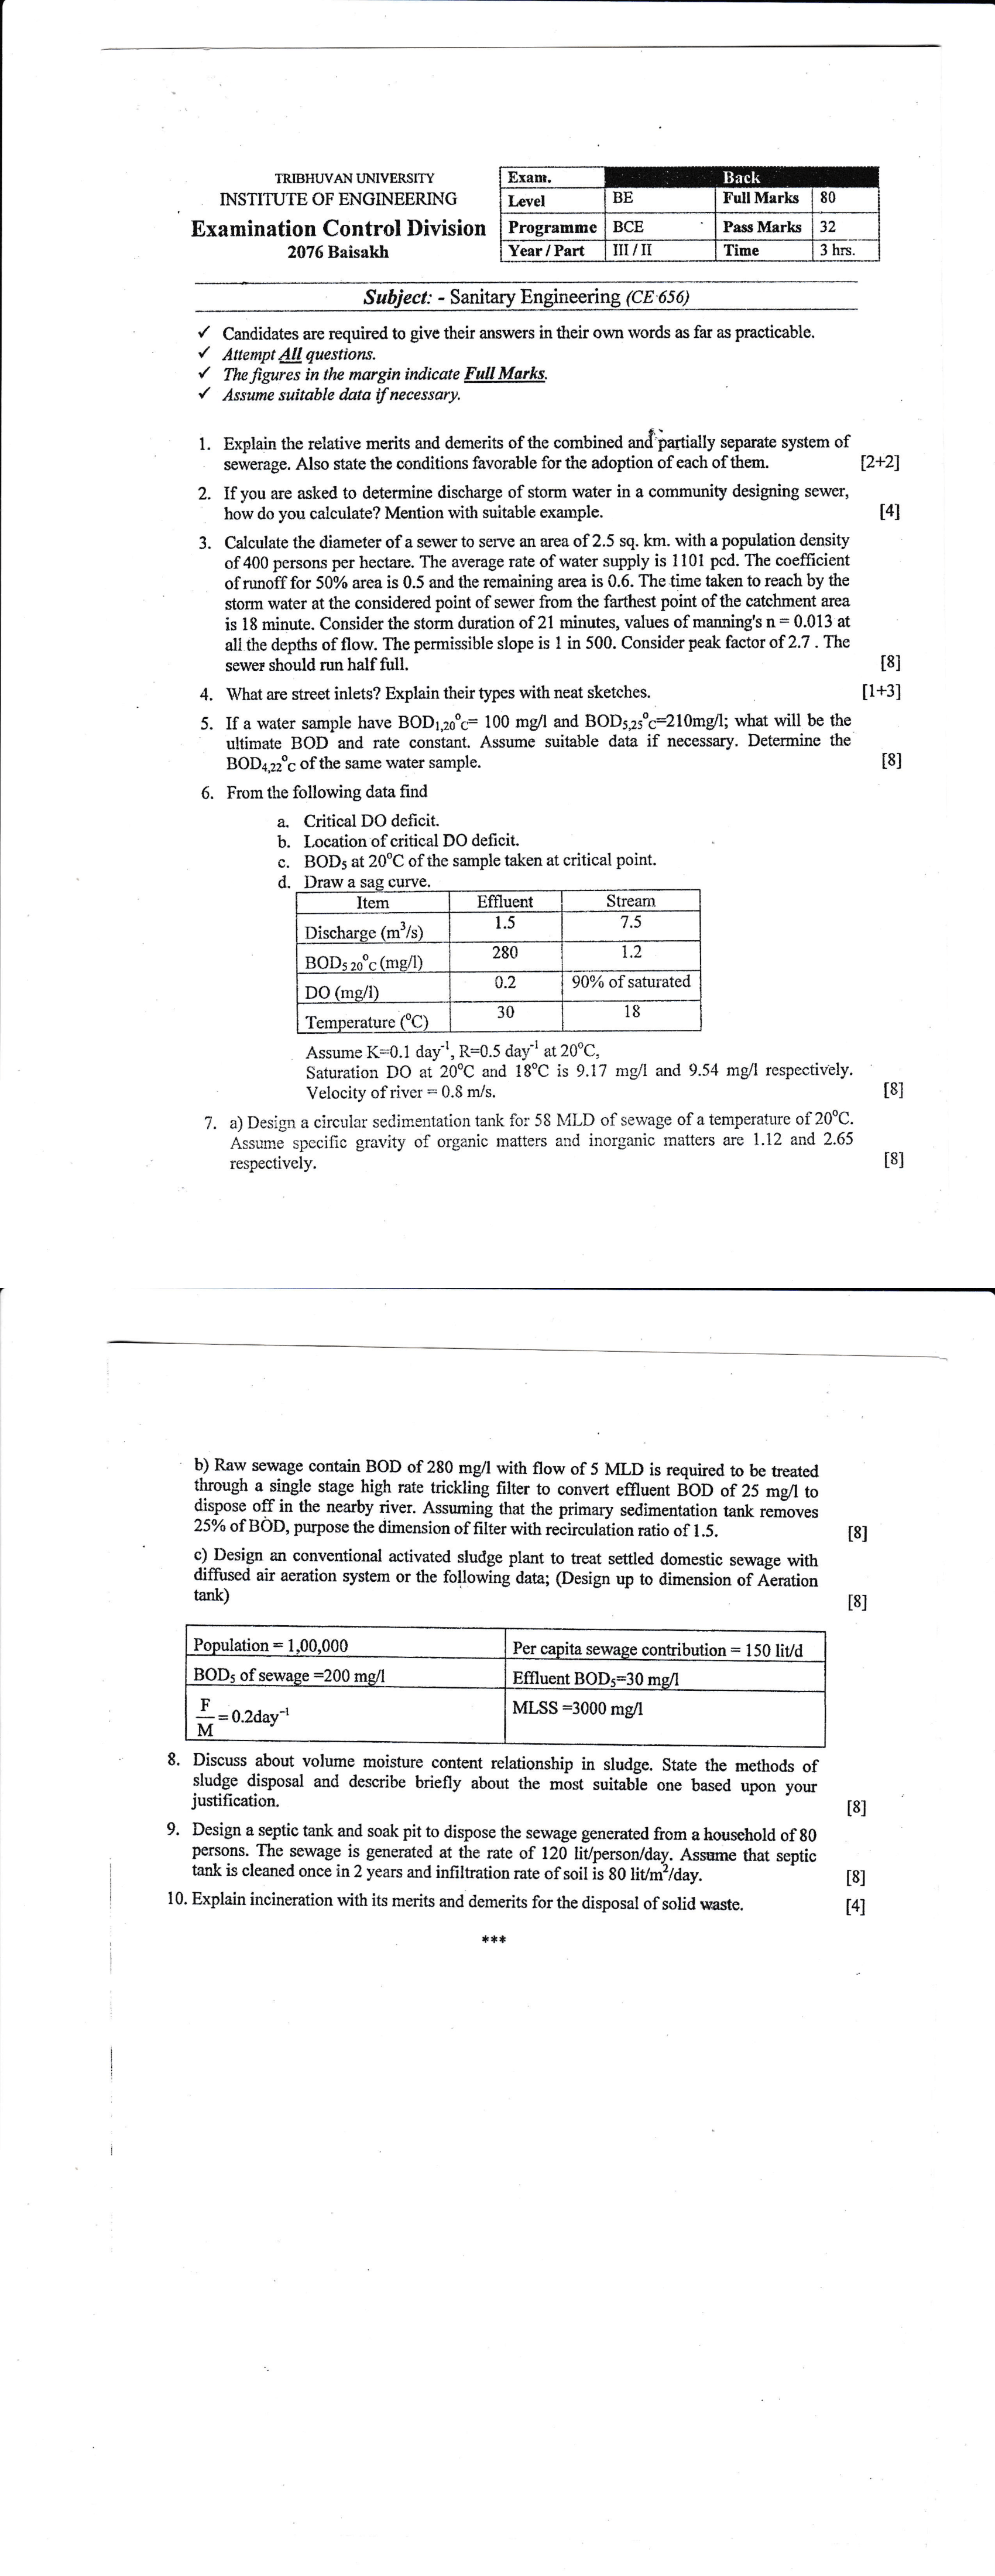 TRIBHUVAN UNIVERSITY
INSTITUTE OF ENGINEERING
Examination Control Division
2076 Baisakh
Exam. Back
Level BE Full Marks 80
Programme BCE Pass Marks 32
Year / Part III / II Time 3 hrs.
Subject: - Sanitary Engineering (CE 656)
✓ Candidates are required to give their answers in their own words as far as practicable.
✓ Attempt All questions.
✓ The figures in the margin indicate Full Marks.
✓ Assume suitable data if necessary.
1. Explain the relative merits and demerits of the combined and partially separate system of
sewerage. Also state the conditions favorable for the adoption of each of them. [2+2]
2. If you are asked to determine discharge of storm water in a community designing sewer,
how do you calculate? Mention with suitable example. [4]
3. Calculate the diameter of a sewer to serve an area of 2.5 sq. km. with a population density
of 400 persons per hectare. The average rate of water supply is 1101 pcd. The coefficient
of runoff for 50% area is 0.5 and the remaining area is 0.6. The time taken to reach by the
storm water at the considered point of sewer from the farthest point of the catchment area
is 18 minute. Consider the storm duration of 21 minutes, values of manning's n = 0.013 at
all the depths of flow. The permissible slope is 1 in 500. Consider peak factor of 2.7 . The
sewer should run half full. [8]
4. What are street inlets? Explain their types with neat sketches. [1+3]
5. If a water sample have BOD1,20°C= 100 mg/l and BOD5,25°C=210mg/l; what will be the
ultimate BOD and rate constant. Assume suitable data if necessary. Determine the
BOD4,22°C of the same water sample. [8]
6. From the following data find
a. Critical DO deficit.
b. Location of critical DO deficit.
c. BOD5 at 20°C of the sample taken at critical point.
d. Draw a sag curve.
Item Effluent Stream
Discharge (m³/s) 1.5 7.5
BOD5 20°C (mg/l) 280 1.2
DO (mg/l) 0.2 90% of saturated
Temperature (°C) 30 18
Assume K=0.1 day⁻¹, R=0.5 day⁻¹ at 20°C,
Saturation DO at 20°C and 18°C is 9.17 mg/l and 9.54 mg/l respectively.
Velocity of river = 0.8 m/s. [8]
7. a) Design a circular sedimentation tank for 58 MLD of sewage of a temperature of 20°C.
Assume specific gravity of organic matters and inorganic matters are 1.12 and 2.65
respectively. [8]
b) Raw sewage contain BOD of 280 mg/l with flow of 5 MLD is required to be treated
through a single stage high rate trickling filter to convert effluent BOD of 25 mg/l to
dispose off in the nearby river. Assuming that the primary sedimentation tank removes
25% of BOD, purpose the dimension of filter with recirculation ratio of 1.5. [8]
c) Design an conventional activated sludge plant to treat settled domestic sewage with
diffused air aeration system or the following data; (Design up to dimension of Aeration
tank) [8]
Population = 1,00,000 Per capita sewage contribution = 150 lit/d
BOD5 of sewage =200 mg/l Effluent BOD5=30 mg/l
F/M = 0.2day⁻¹ MLSS =3000 mg/l
8. Discuss about volume moisture content relationship in sludge. State the methods of
sludge disposal and describe briefly about the most suitable one based upon your
justification. [8]
9. Design a septic tank and soak pit to dispose the sewage generated from a household of 80
persons. The sewage is generated at the rate of 120 lit/person/day. Assume that septic
tank is cleaned once in 2 years and infiltration rate of soil is 80 lit/m²/day. [8]
10. Explain incineration with its merits and demerits for the disposal of solid waste. [4]
***